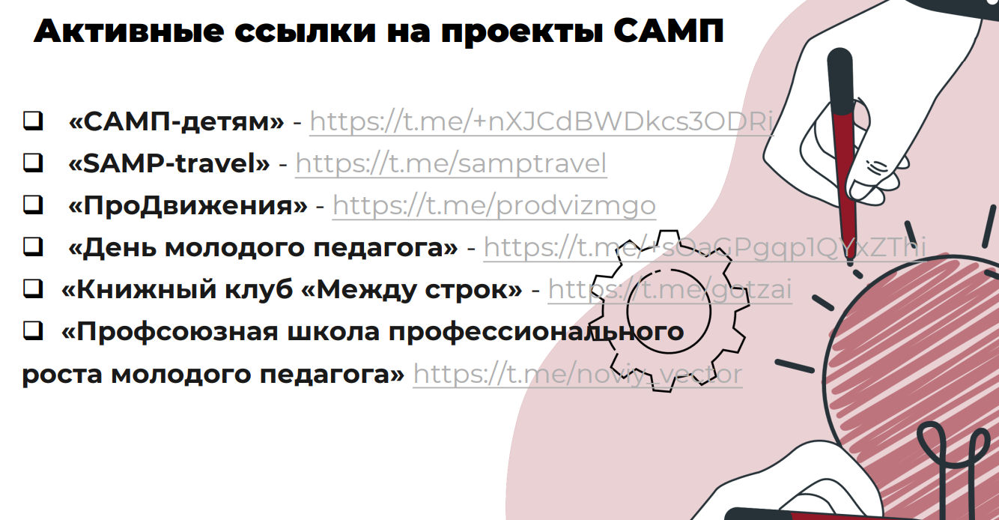 Активные ссылки на проекты САМП
«САМП-детям» - https://t.me/+nXJCdBWDkcs3ODRi
«SAMP-travel» - https://t.me/samptravel
«ПроДвижения» - https://t.me/prodvizmgo
«День молодого педагога» - https://t.me/+sOaGPgqp1QYxZThi
«Книжный клуб «Между строк» - https://t.me/gotzai
«Профсоюзная школа профессионального
роста молодого педагога» https://t.me/noviy_vector